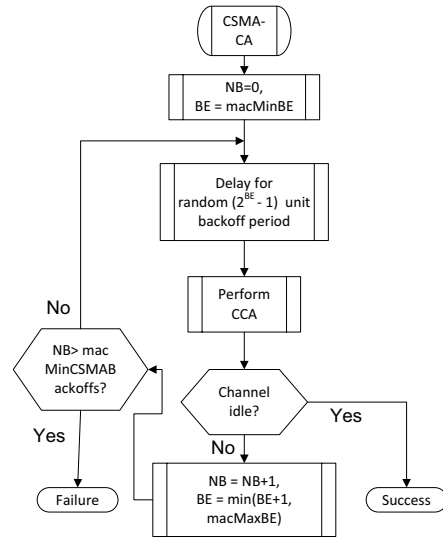 CSMA-
CA
NB=0,
BE = macMinBE
Delay for
random (2^BE - 1) unit
backoff period
Perform
CCA
No
NB> mac
MinCSMAB
ackoffs?
Channel
idle?
Yes
Yes
No
Failure
NB = NB+1,
BE = min(BE+1,
macMaxBE)
Success